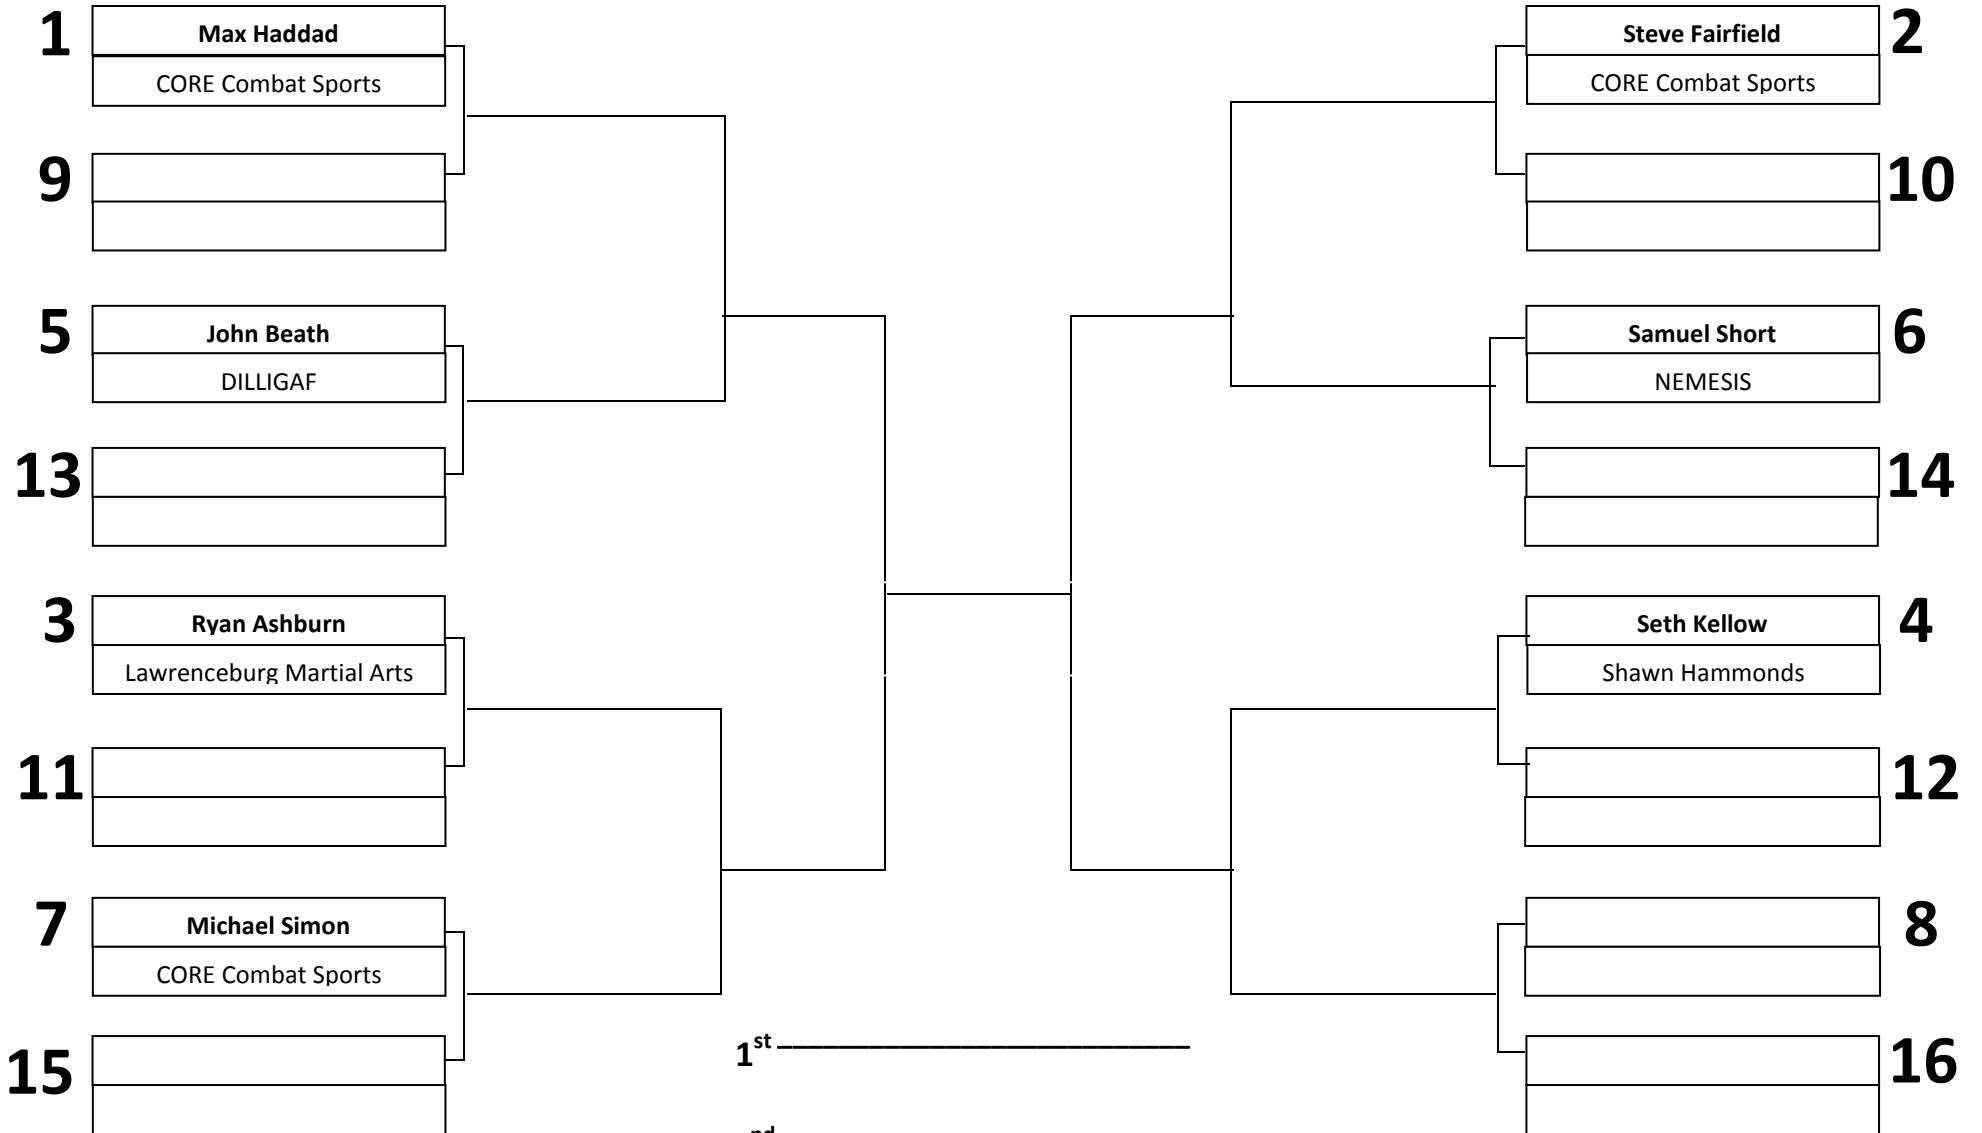 1
Max Haddad
CORE Combat Sports
9
5
John Beath
DILLIGAF
13
3
Ryan Ashburn
Lawrenceburg Martial Arts
11
7
Michael Simon
CORE Combat Sports
15
1st
nd
Steve Fairfield
2
CORE Combat Sports
10
Samuel Short
6
NEMESIS
14
Seth Kellow
4
Shawn Hammonds
12
8
16